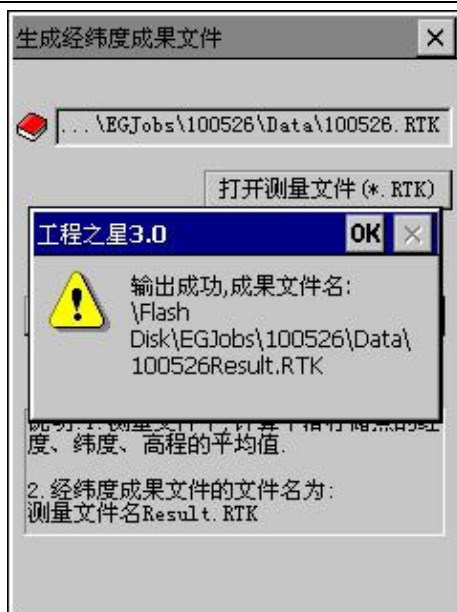 生成经纬度成果文件
...\EGJobs\100526\Data\100526.RTK
打开测量文件(*.RTK)
工程之星3.0 OK
输出成功,成果文件名:
\Flash
Disk\EGJobs\100526\Data\
100526Result.RTK
度、纬度、高程的平均值.
2.经纬度成果文件的文件名为:
测量文件名Result.RTK